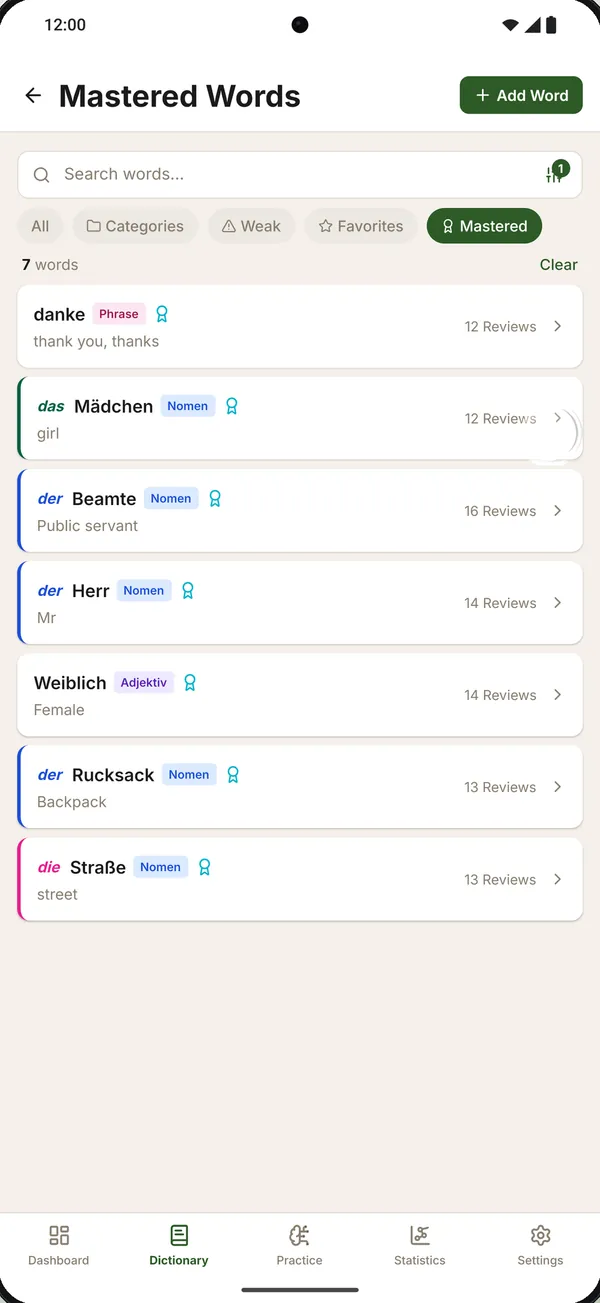 12:00
Mastered Words
+ Add Word
Search words...
1
All Categories Weak Favorites Mastered
7 words Clear
danke Phrase
thank you, thanks
12 Reviews
das Mädchen Nomen
girl
12 Reviews
der Beamte Nomen
Public servant
16 Reviews
der Herr Nomen
Mr
14 Reviews
Weiblich Adjektiv
Female
14 Reviews
der Rucksack Nomen
Backpack
13 Reviews
die Straße Nomen
street
13 Reviews
Dashboard Dictionary Practice Statistics Settings